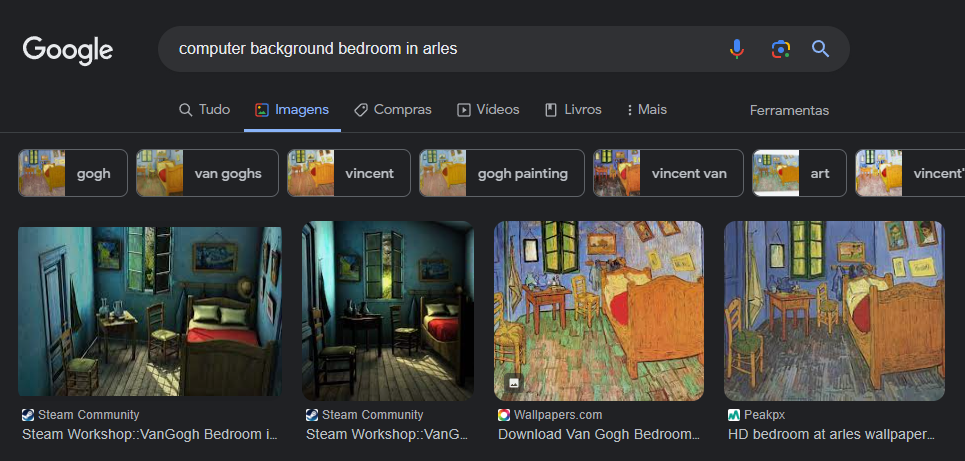 Google
computer background bedroom in arles
Tudo Imagens Compras Vídeos Livros Mais Ferramentas
gogh van goghs vincent gogh painting vincent van art vincent'
Steam Community Steam Community Wallpapers.com Peakpx
Steam Workshop::VanGogh Bedroom i... Steam Workshop::VanG... Download Van Gogh Bedroom... HD bedroom at arles wallpaper...